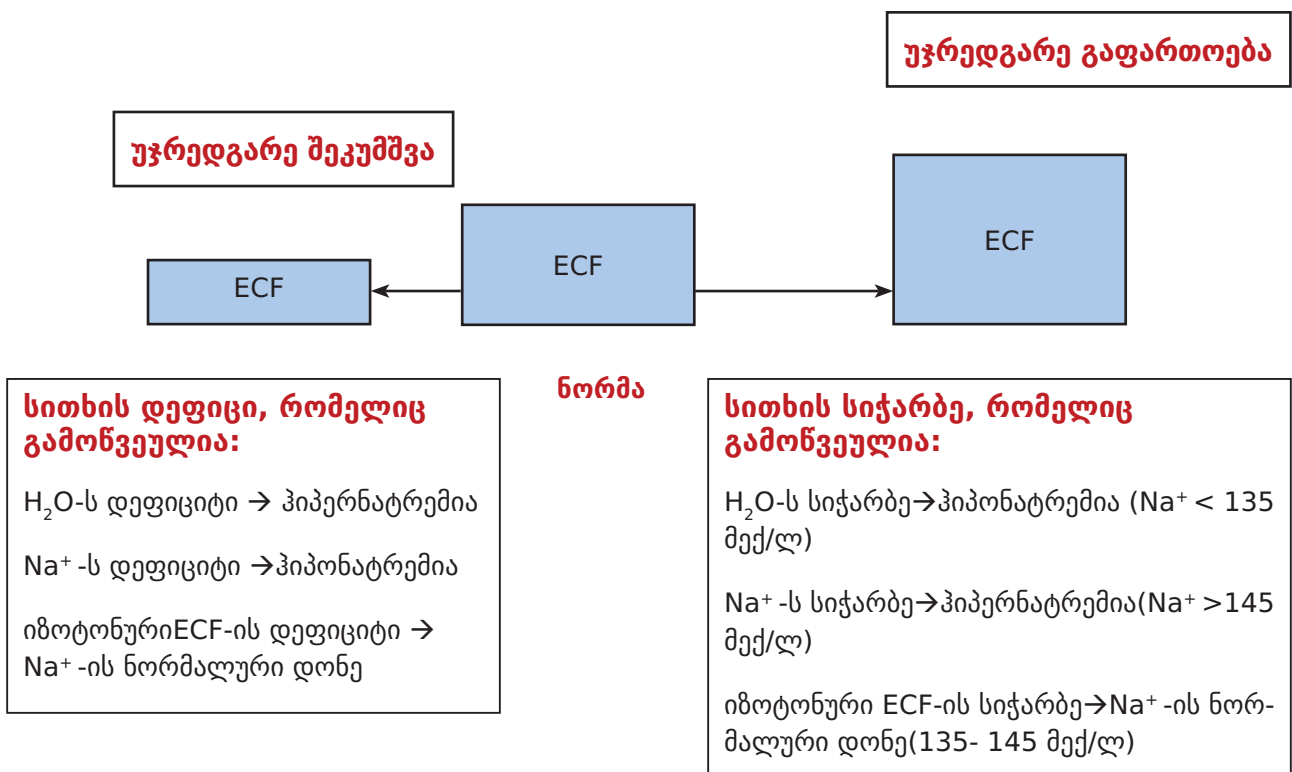 უჯრედგარე გაფართოება
უჯრედგარე შეკუმშვა
ECF
ECF
ECF
ნორმა
სითხის დეფიცი, რომელიც
გამოწვეულია:
H₂O-ს დეფიციტი → ჰიპერნატრემია
Na⁺ -ს დეფიციტი →ჰიპონატრემია
იზოტონურიECF-ის დეფიციტი →
Na⁺ -ის ნორმალური დონე
სითხის სიჭარბე, რომელიც
გამოწვეულია:
H₂O-ს სიჭარბე→ჰიპონატრემია (Na⁺ < 135
მექ/ლ)
Na⁺ -ს სიჭარბე→ჰიპერნატრემია(Na⁺ >145
მექ/ლ)
იზოტონური ECF-ის სიჭარბე→Na⁺ -ის ნორ-
მალური დონე(135- 145 მექ/ლ)